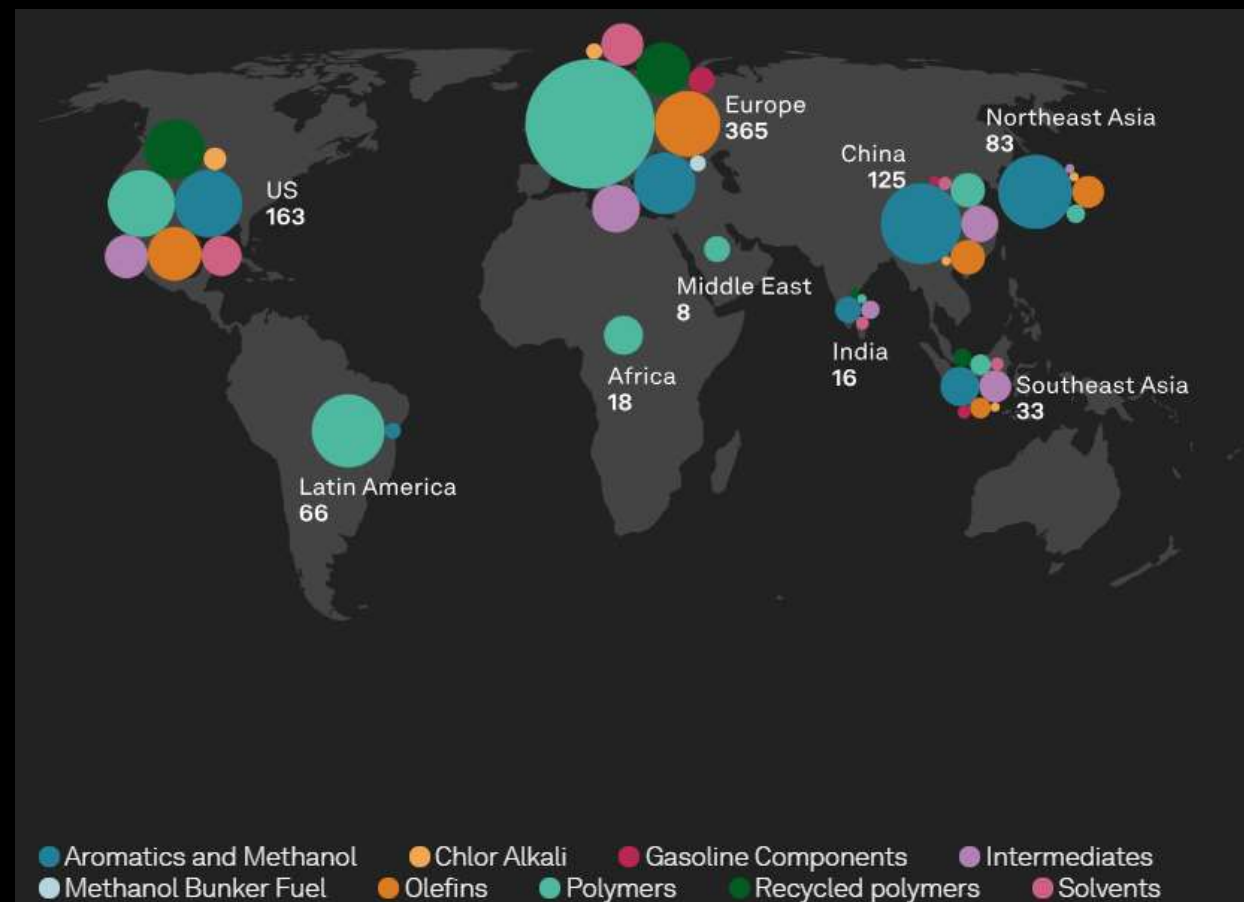 Europe
365
Northeast Asia
83
China
125
US
163
Middle East
8
India
16
Africa
18
Southeast Asia
33
Latin America
66
Aromatics and Methanol Chlor Alkali Gasoline Components Intermediates
Methanol Bunker Fuel Olefins Polymers Recycled polymers Solvents